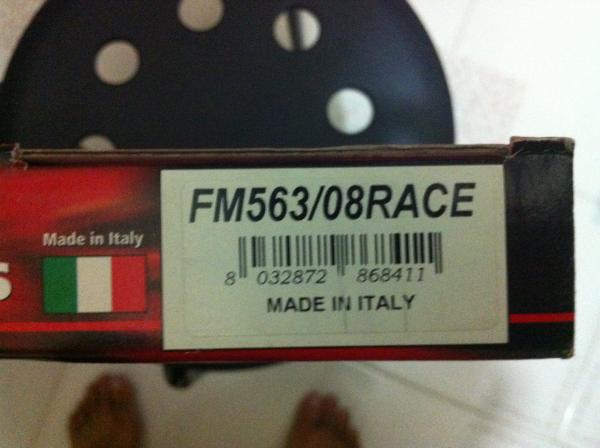 FM563/08RACE
Made in Italy
S
8 032872 868411
MADE IN ITALY